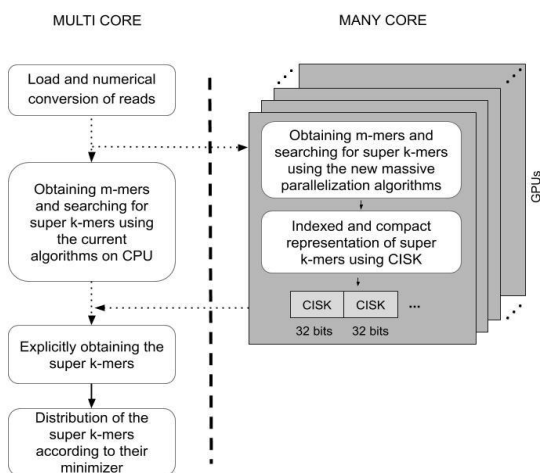 MULTI CORE
MANY CORE
Load and numerical
conversion of reads
Obtaining m-mers
and searching for
super k-mers using
the current
algorithms on CPU
Explicitly obtaining the
super k-mers
Distribution of the
super k-mers
according to their
minimizer
Obtaining m-mers and
searching for super k-mers
using the new massive
parallelization algorithms
Indexed and compact
representation of super
k-mers using CISK
CISK CISK ...
32 bits 32 bits
GPUs